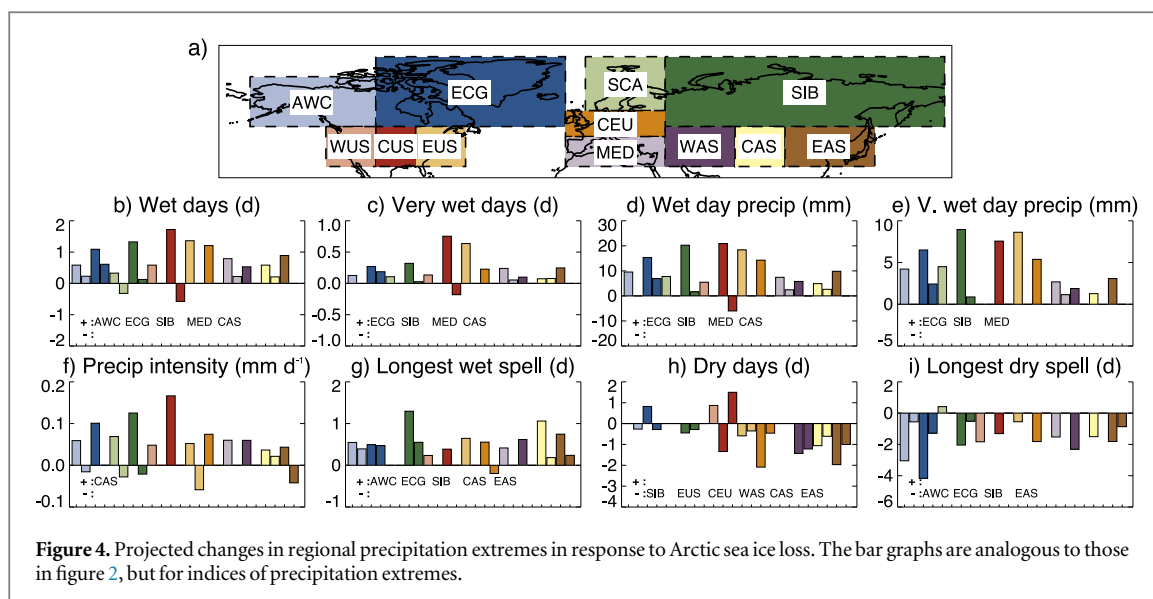 a)
AWC ECG SCA SIB
CEU
WUS CUS EUS MED WAS CAS EAS
b) Wet days (d)
2
1
0
-1
-2
+ :AWC ECG SIB MED CAS
- :
c) Very wet days (d)
1.0
0.5
0.0
-0.5
-1.0
+ :ECG SIB MED CAS
- :
d) Wet day precip (mm)
30
20
10
0
-10
-20
+ :ECG SIB MED CAS
- :
e) V. wet day precip (mm)
10
5
0
-5
+ :ECG SIB MED
- :
f) Precip intensity (mm d-1)
0.2
0.1
0.0
-0.1
+ :CAS
- :
g) Longest wet spell (d)
2
1
0
-1
+ :AWC ECG SIB CAS EAS
- :
h) Dry days (d)
2
1
0
-1
-2
-3
-4
+ :
- :SIB EUS CEU WAS CAS EAS
i) Longest dry spell (d)
2
0
-2
-4
-6
+ :
- :AWC ECG SIB EAS
Figure 4. Projected changes in regional precipitation extremes in response to Arctic sea ice loss. The bar graphs are analogous to those
in figure 2, but for indices of precipitation extremes.